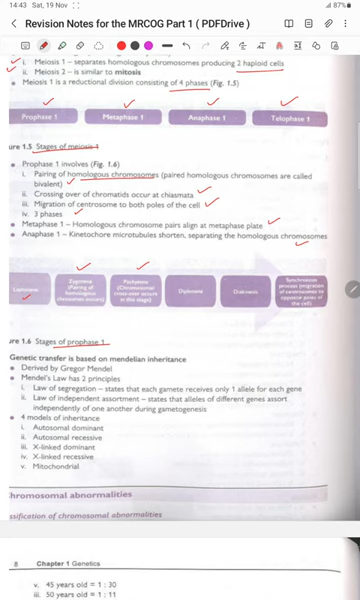 14:43 Sat, 19 Nov
87%
Revision Notes for the MRCOG Part 1 ( PDFDrive )
i. Meiosis 1 – separates homologous chromosomes producing 2 haploid cells
ii. Meiosis 2 – is similar to mitosis
Meiosis 1 is a reductional division consisting of 4 phases (Fig. 1.5)
Prophase 1 Metaphase 1 Anaphase 1 Telophase 1
ure 1.5 Stages of meiosis 1
Prophase 1 involves (Fig. 1.6)
i. Pairing of homologous chromosomes (paired homologous chromosomes are called
bivalent)
ii. Crossing over of chromatids occurs at chiasmata
iii. Migration of centrosome to both poles of the cell
iv. 3 phases
Metaphase 1 – Homologous chromosome pairs align at metaphase plate
Anaphase 1 – Kinetochore microtubules shorten, separating the homologous chromosomes
Leptotene
Zygotene
(Pairing of
homologous
chromosomes occurs)
Pachytene
(Chromosomal
cross-over occurs
in this stage)
Diplotene
Diakinesis
process (migration
of centrosomes to
opposite poles of
the cell)
ure 1.6 Stages of prophase 1
Genetic transfer is based on mendelian inheritance
Derived by Gregor Mendel
Mendel's Law has 2 principles
i. Law of segregation – states that each gamete receives only 1 allele for each gene
ii. Law of independent assortment – states that alleles of different genes assort
independently of one another during gametogenesis
4 models of inheritance
i. Autosomal dominant
ii. Autosomal recessive
iii. X-linked dominant
iv. X-linked recessive
v. Mitochondrial
hromosomal abnormalities
ssification of chromosomal abnormalities
8 Chapter 1 Genetics
v. 45 years old = 1 : 30
iii. 50 years old = 1 : 11